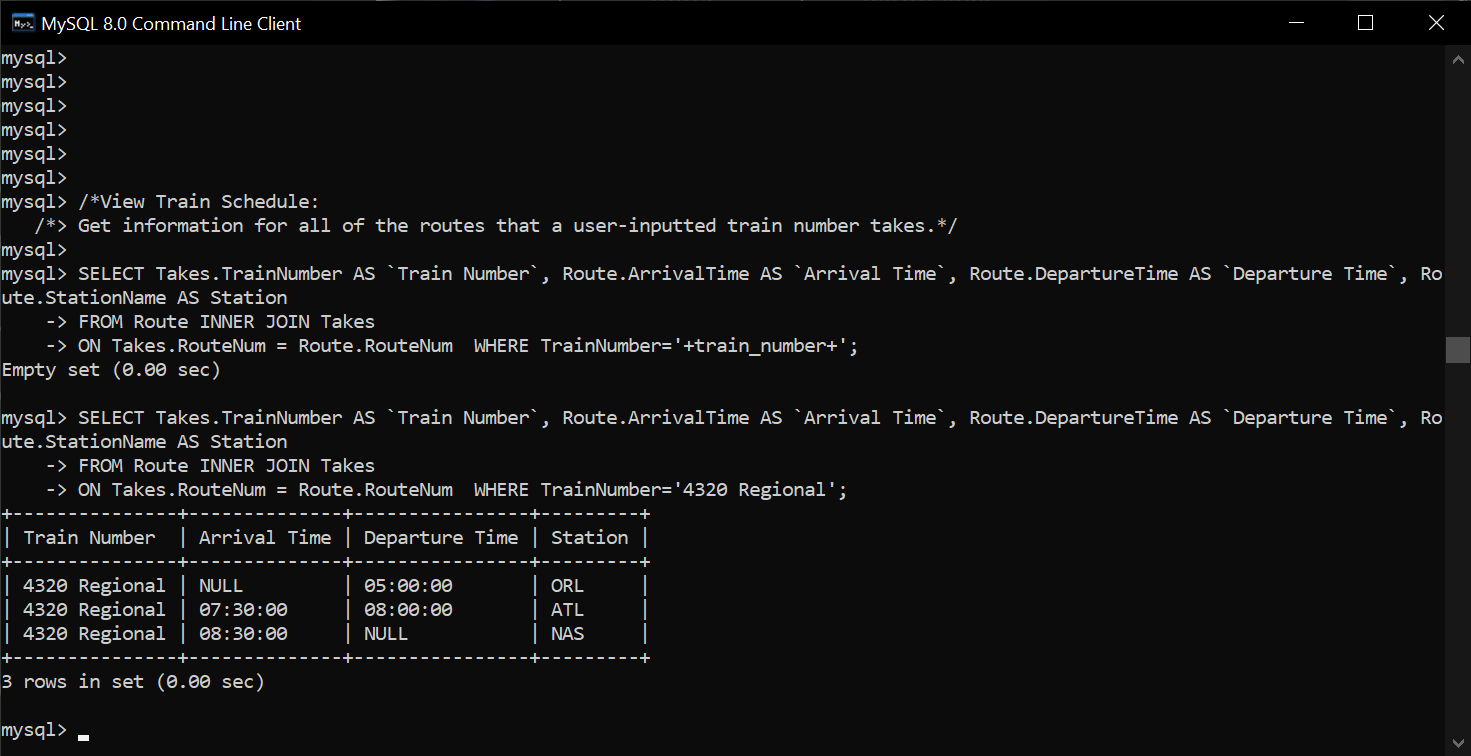 MySQL 8.0 Command Line Client
mysql>
mysql>
mysql>
mysql>
mysql>
mysql>
mysql> /*View Train Schedule:
   /*> Get information for all of the routes that a user-inputted train number takes.*/
mysql>
mysql> SELECT Takes.TrainNumber AS `Train Number`, Route.ArrivalTime AS `Arrival Time`, Route.DepartureTime AS `Departure Time`, Ro
ute.StationName AS Station
    -> FROM Route INNER JOIN Takes
    -> ON Takes.RouteNum = Route.RouteNum  WHERE TrainNumber='+train_number+';
Empty set (0.00 sec)

mysql> SELECT Takes.TrainNumber AS `Train Number`, Route.ArrivalTime AS `Arrival Time`, Route.DepartureTime AS `Departure Time`, Ro
ute.StationName AS Station
    -> FROM Route INNER JOIN Takes
    -> ON Takes.RouteNum = Route.RouteNum  WHERE TrainNumber='4320 Regional';
+---------------+--------------+----------------+---------+
| Train Number  | Arrival Time | Departure Time | Station |
+---------------+--------------+----------------+---------+
| 4320 Regional | NULL         | 05:00:00       | ORL     |
| 4320 Regional | 07:30:00     | 08:00:00       | ATL     |
| 4320 Regional | 08:30:00     | NULL           | NAS     |
+---------------+--------------+----------------+---------+
3 rows in set (0.00 sec)

mysql>